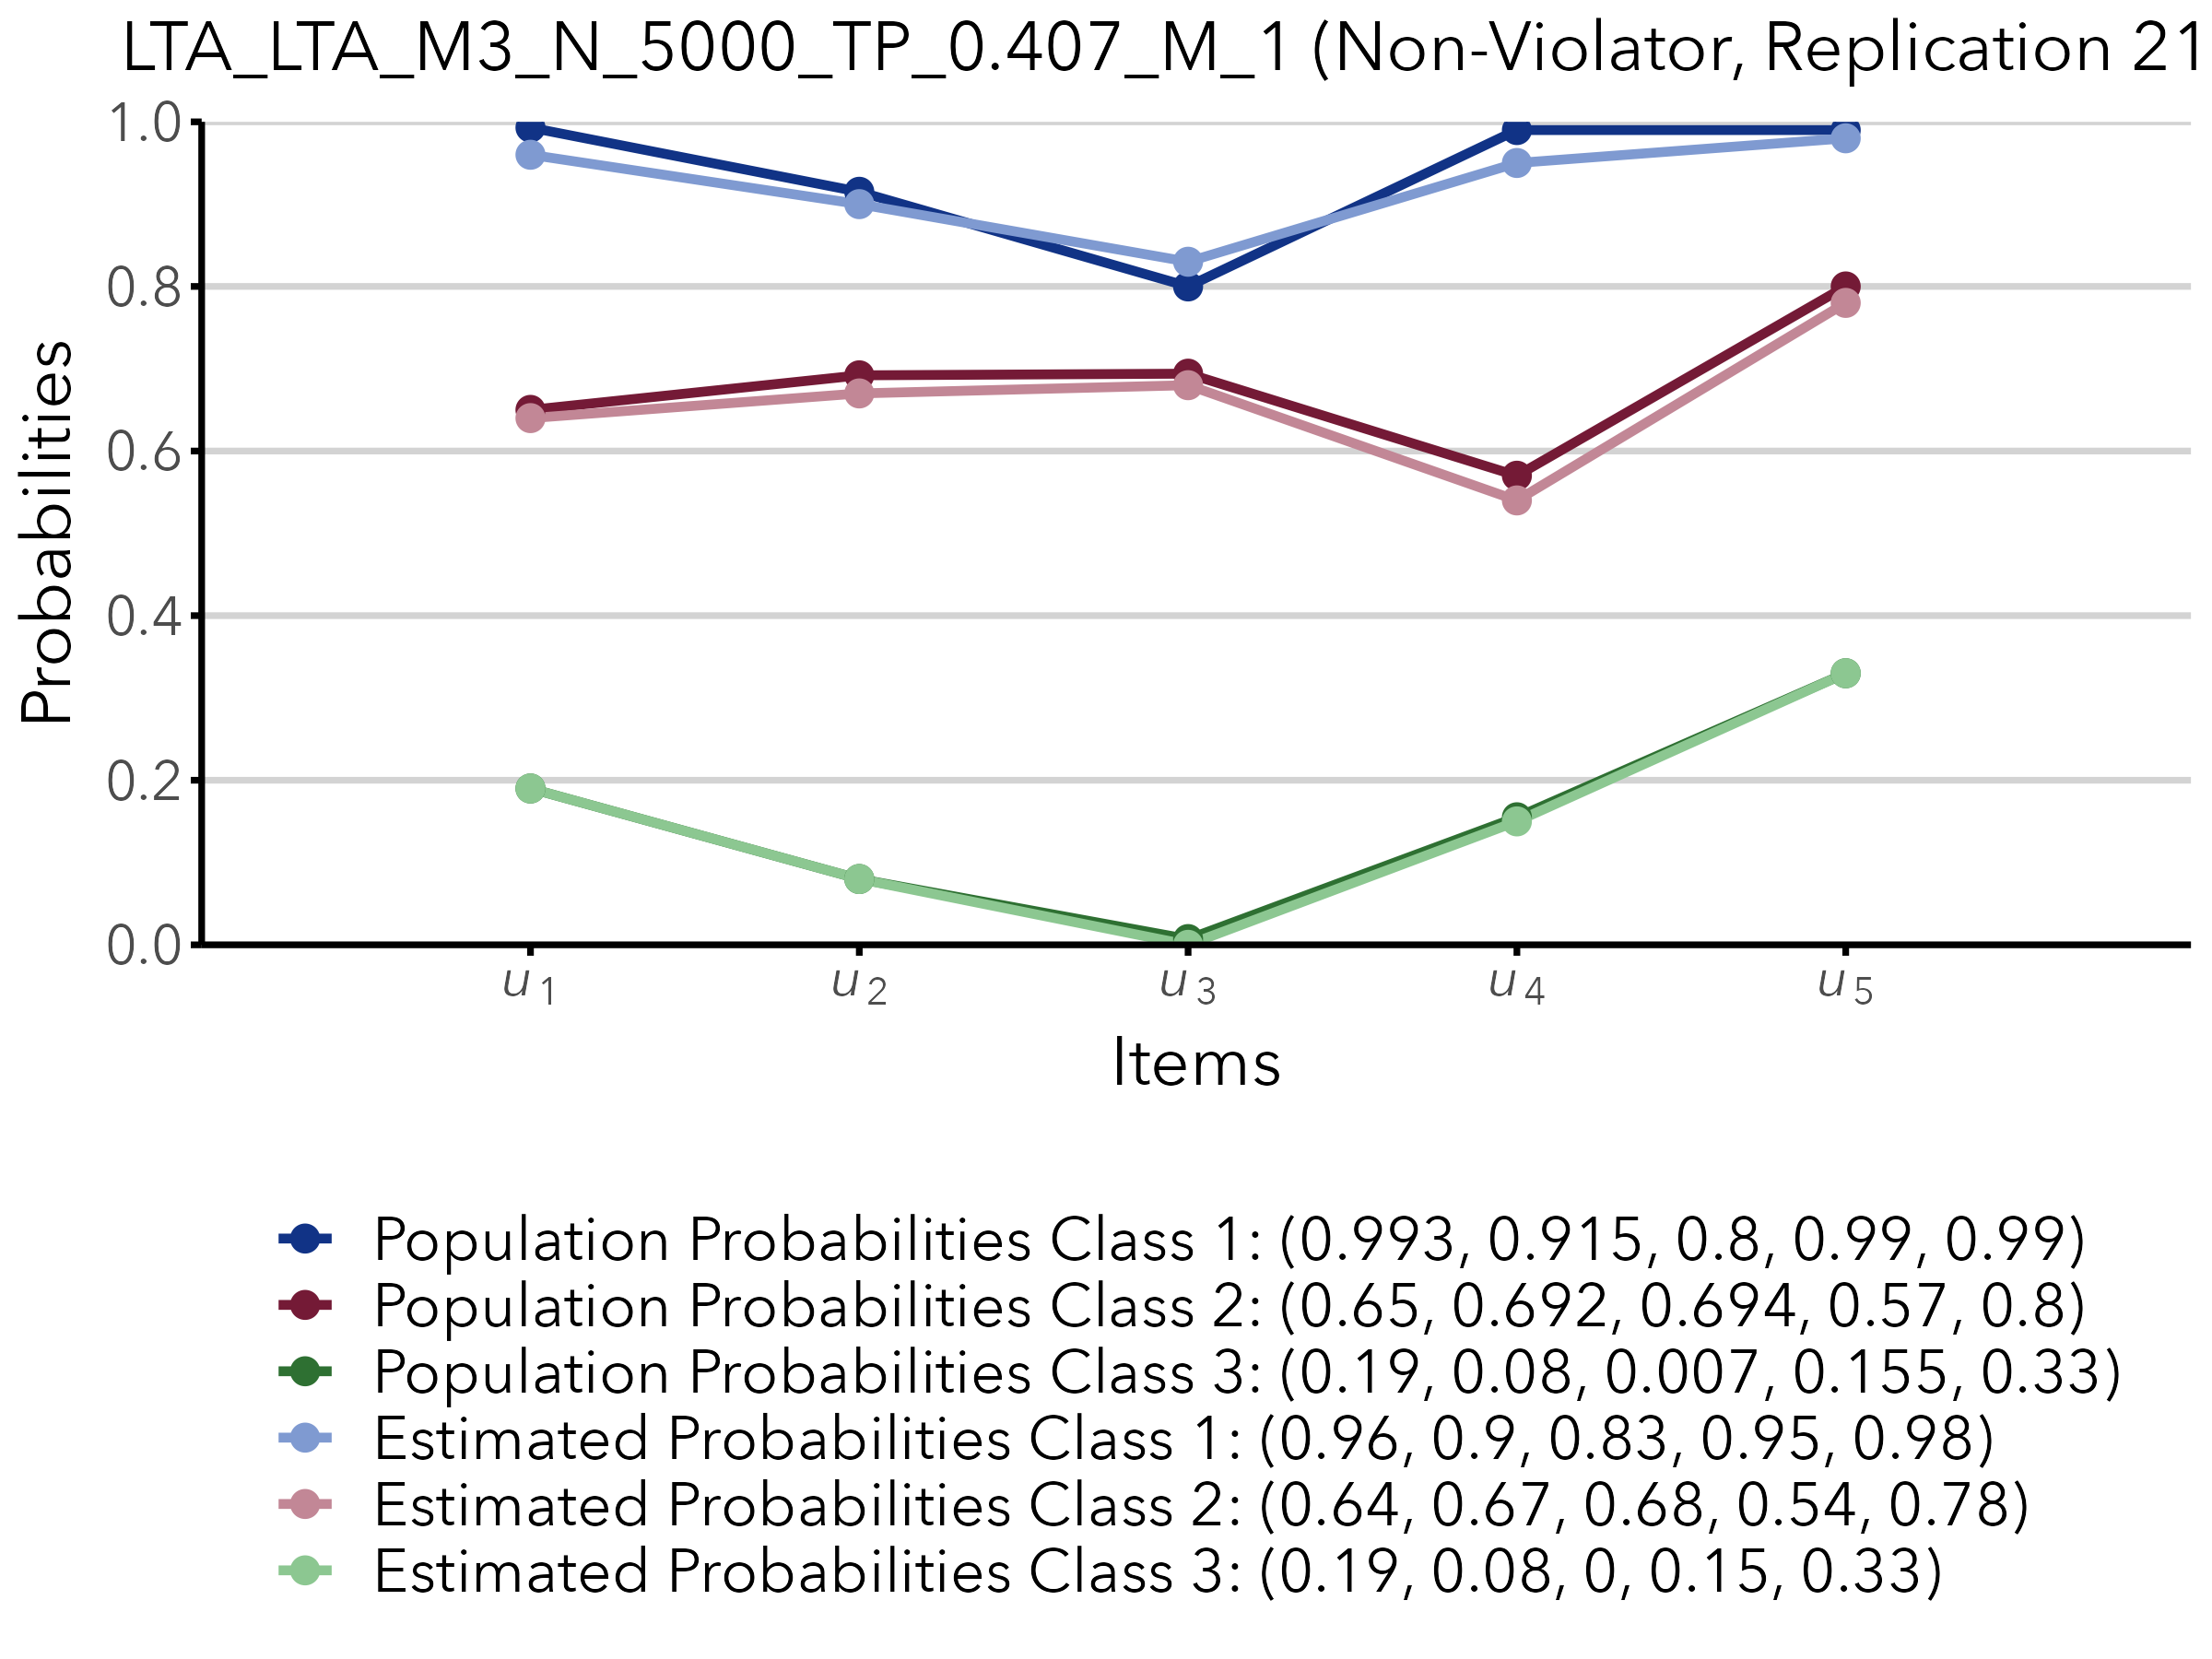 LTA_LTA_M3_N_5000_TP_0.407_M_1 (Non-Violator, Replication 21
Probabilities
1.0
0.8
0.6
0.4
0.2
0.0
u1
u2
u3
u4
u5
Items
Population Probabilities Class 1: (0.993, 0.915, 0.8, 0.99, 0.99)
Population Probabilities Class 2: (0.65, 0.692, 0.694, 0.57, 0.8)
Population Probabilities Class 3: (0.19, 0.08, 0.007, 0.155, 0.33)
Estimated Probabilities Class 1: (0.96, 0.9, 0.83, 0.95, 0.98)
Estimated Probabilities Class 2: (0.64, 0.67, 0.68, 0.54, 0.78)
Estimated Probabilities Class 3: (0.19, 0.08, 0, 0.15, 0.33)